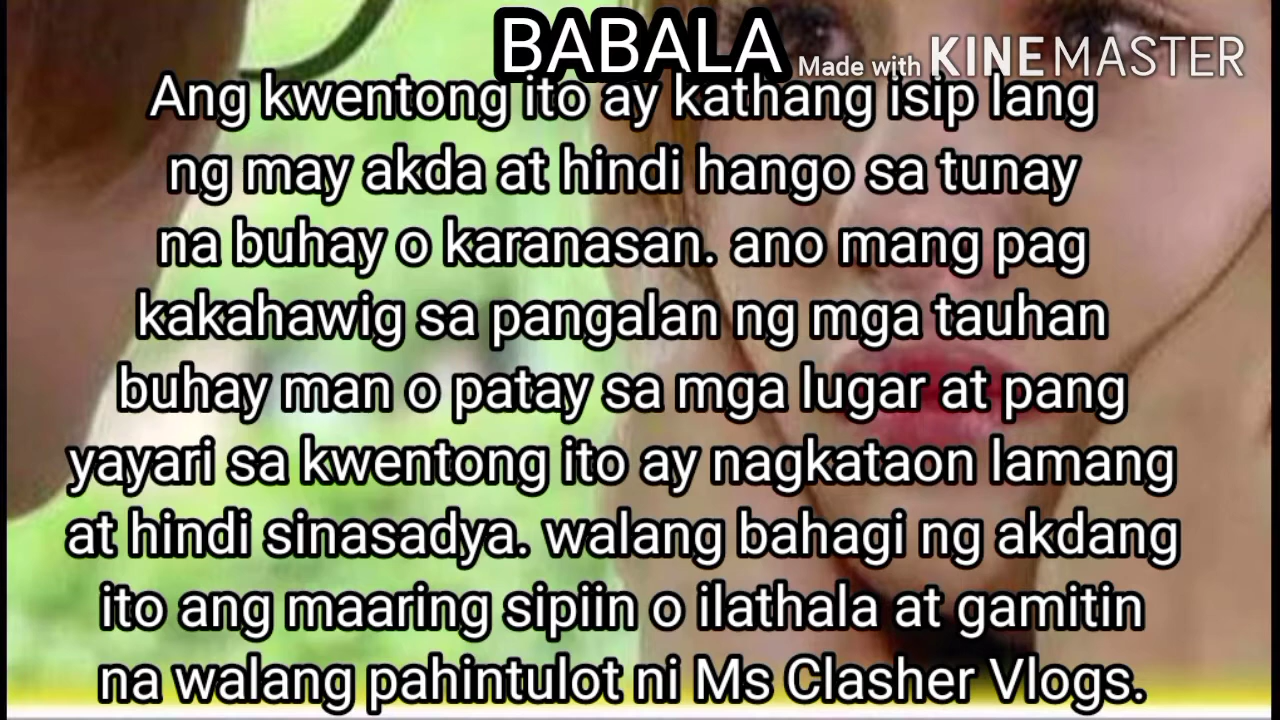 BABALA
Made with KINEMASTER
Ang kwentong ito ay kathang isip lang
ng may akda at hindi hango sa tunay
na buhay o karanasan. ano mang pag
kakahawig sa pangalan ng mga tauhan
buhay man o patay sa mga lugar at pang
yayari sa kwentong ito ay nagkataon lamang
at hindi sinasadya. walang bahagi ng akdang
ito ang maaring sipiin o ilathala at gamitin
na walang pahintulot ni Ms Clasher Vlogs.